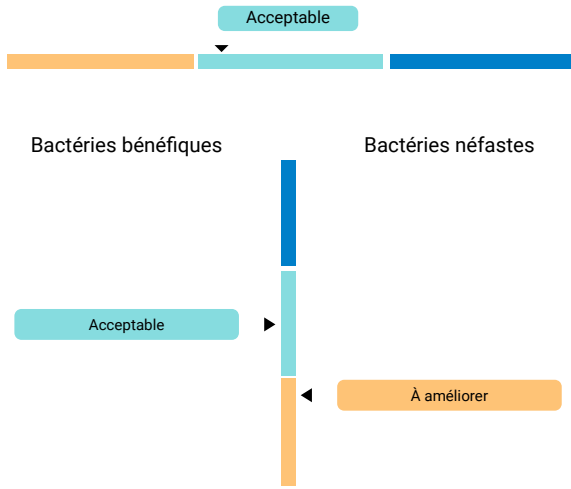 Acceptable
Bactéries bénéfiques
Bactéries néfastes
Acceptable
À améliorer